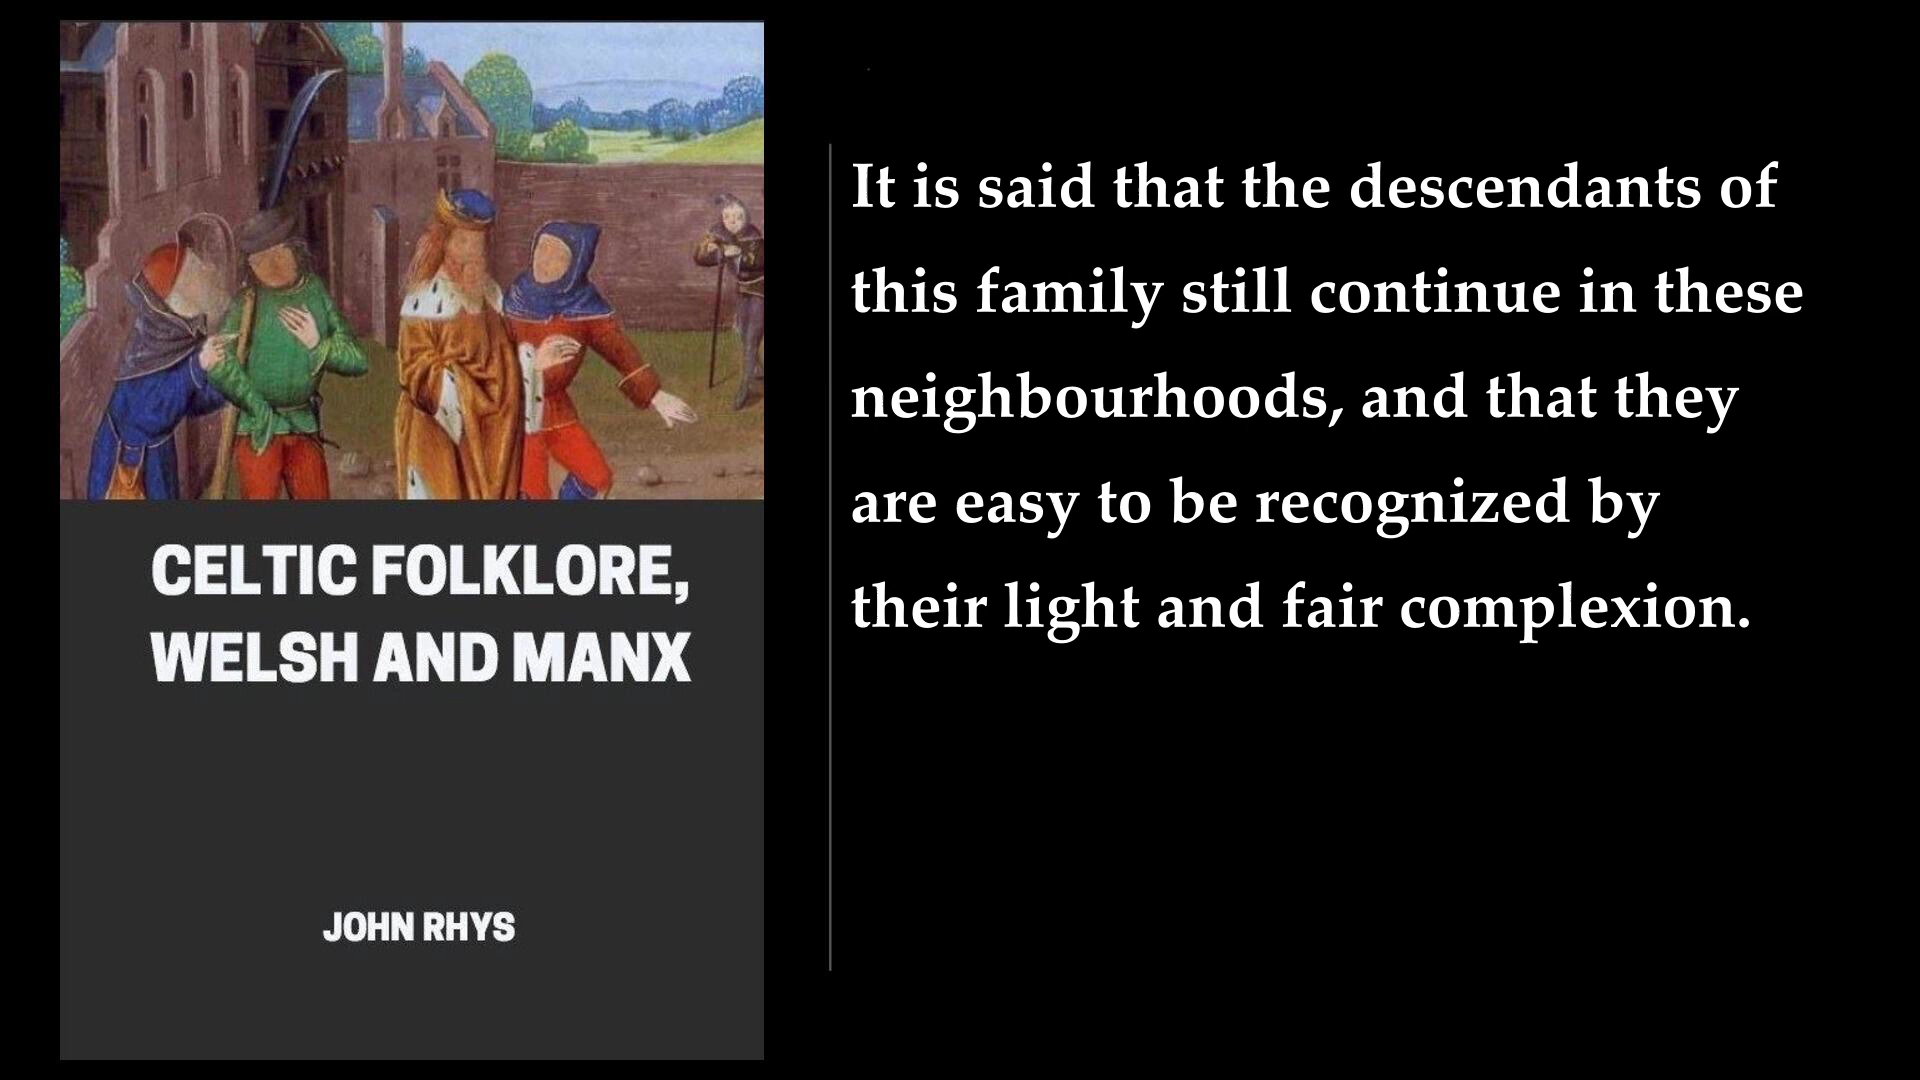 CELTIC FOLKLORE,
WELSH AND MANX
JOHN RHYS
It is said that the descendants of
this family still continue in these
neighbourhoods, and that they
are easy to be recognized by
their light and fair complexion.